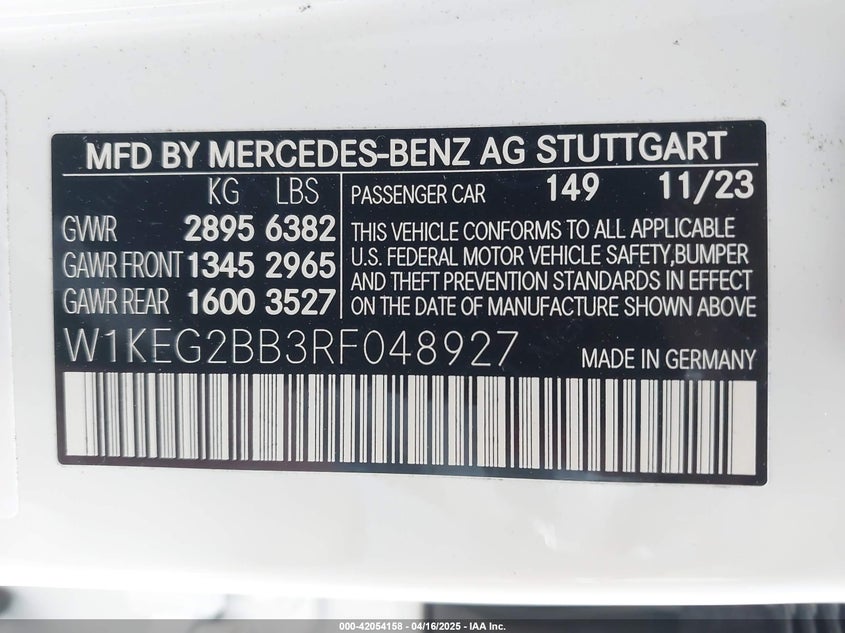 MFD BY MERCEDES-BENZ AG STUTTGART
KG LBS
GVWR 2895 6382
GAWR FRONT 1345 2965
GAWR REAR 1600 3527
PASSENGER CAR 149 11/23
THIS VEHICLE CONFORMS TO ALL APPLICABLE
U.S. FEDERAL MOTOR VEHICLE SAFETY,BUMPER
AND THEFT PREVENTION STANDARDS IN EFFECT
ON THE DATE OF MANUFACTURE SHOWN ABOVE
W1KEG2BB3RF048927
MADE IN GERMANY
000-42054158 - 04/16/2025 - IAA Inc.